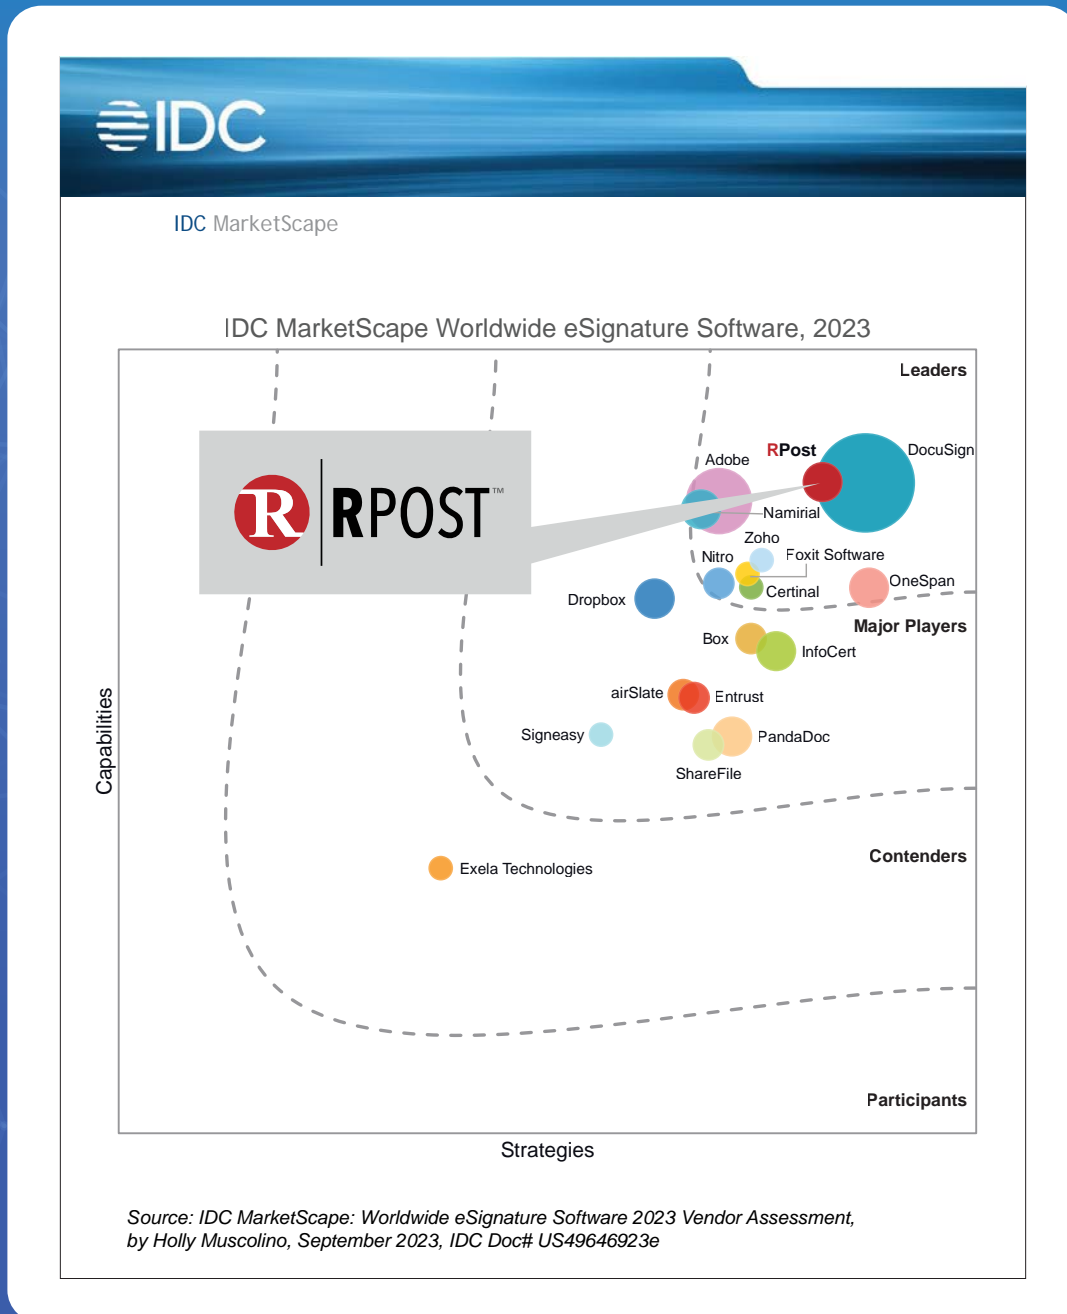 IDC
IDC MarketScape
IDC MarketScape Worldwide eSignature Software, 2023
Leaders
R RPOST™
Adobe
RPost
DocuSign
Namirial
Zoho
Nitro
Foxit Software
Certinal
OneSpan
Dropbox
Major Players
Box
InfoCert
airSlate
Entrust
Signeasy
PandaDoc
ShareFile
Capabilities
Contenders
Exela Technologies
Participants
Strategies
Source: IDC MarketScape: Worldwide eSignature Software 2023 Vendor Assessment,
by Holly Muscolino, September 2023, IDC Doc# US49646923e